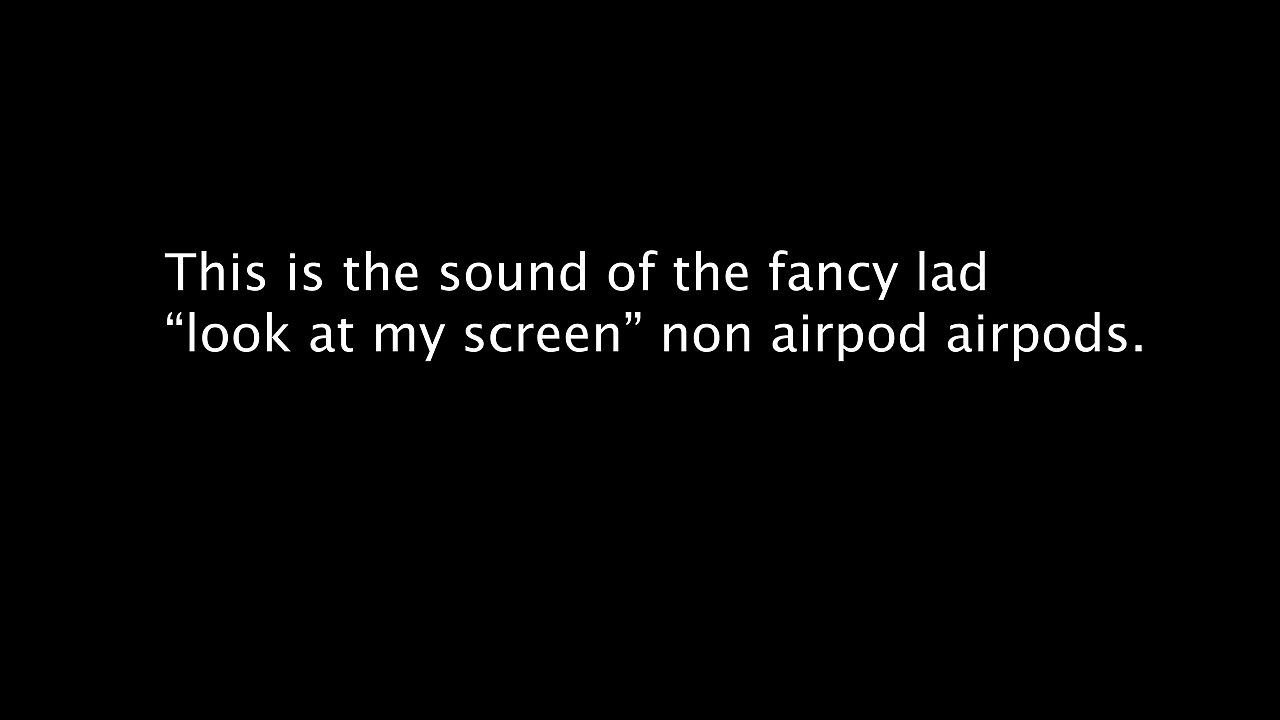 This is the sound of the fancy lad
“look at my screen” non airpod airpods.